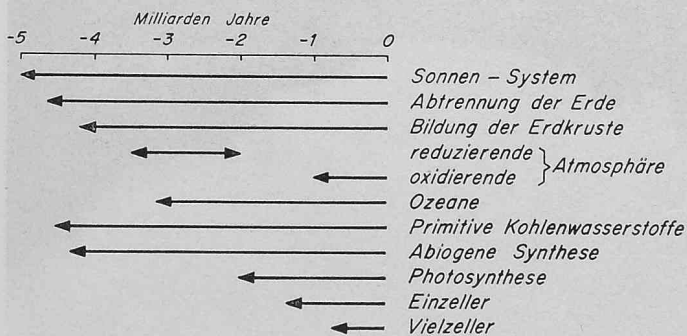 Milliarden Jahre
-5 -4 -3 -2 -1 0
Sonnen - System
Abtrennung der Erde
Bildung der Erdkruste
reduzierende
oxidierende
Atmosphäre
Ozeane
Primitive Kohlenwasserstoffe
Abiogene Synthese
Photosynthese
Einzeller
Vielzeller